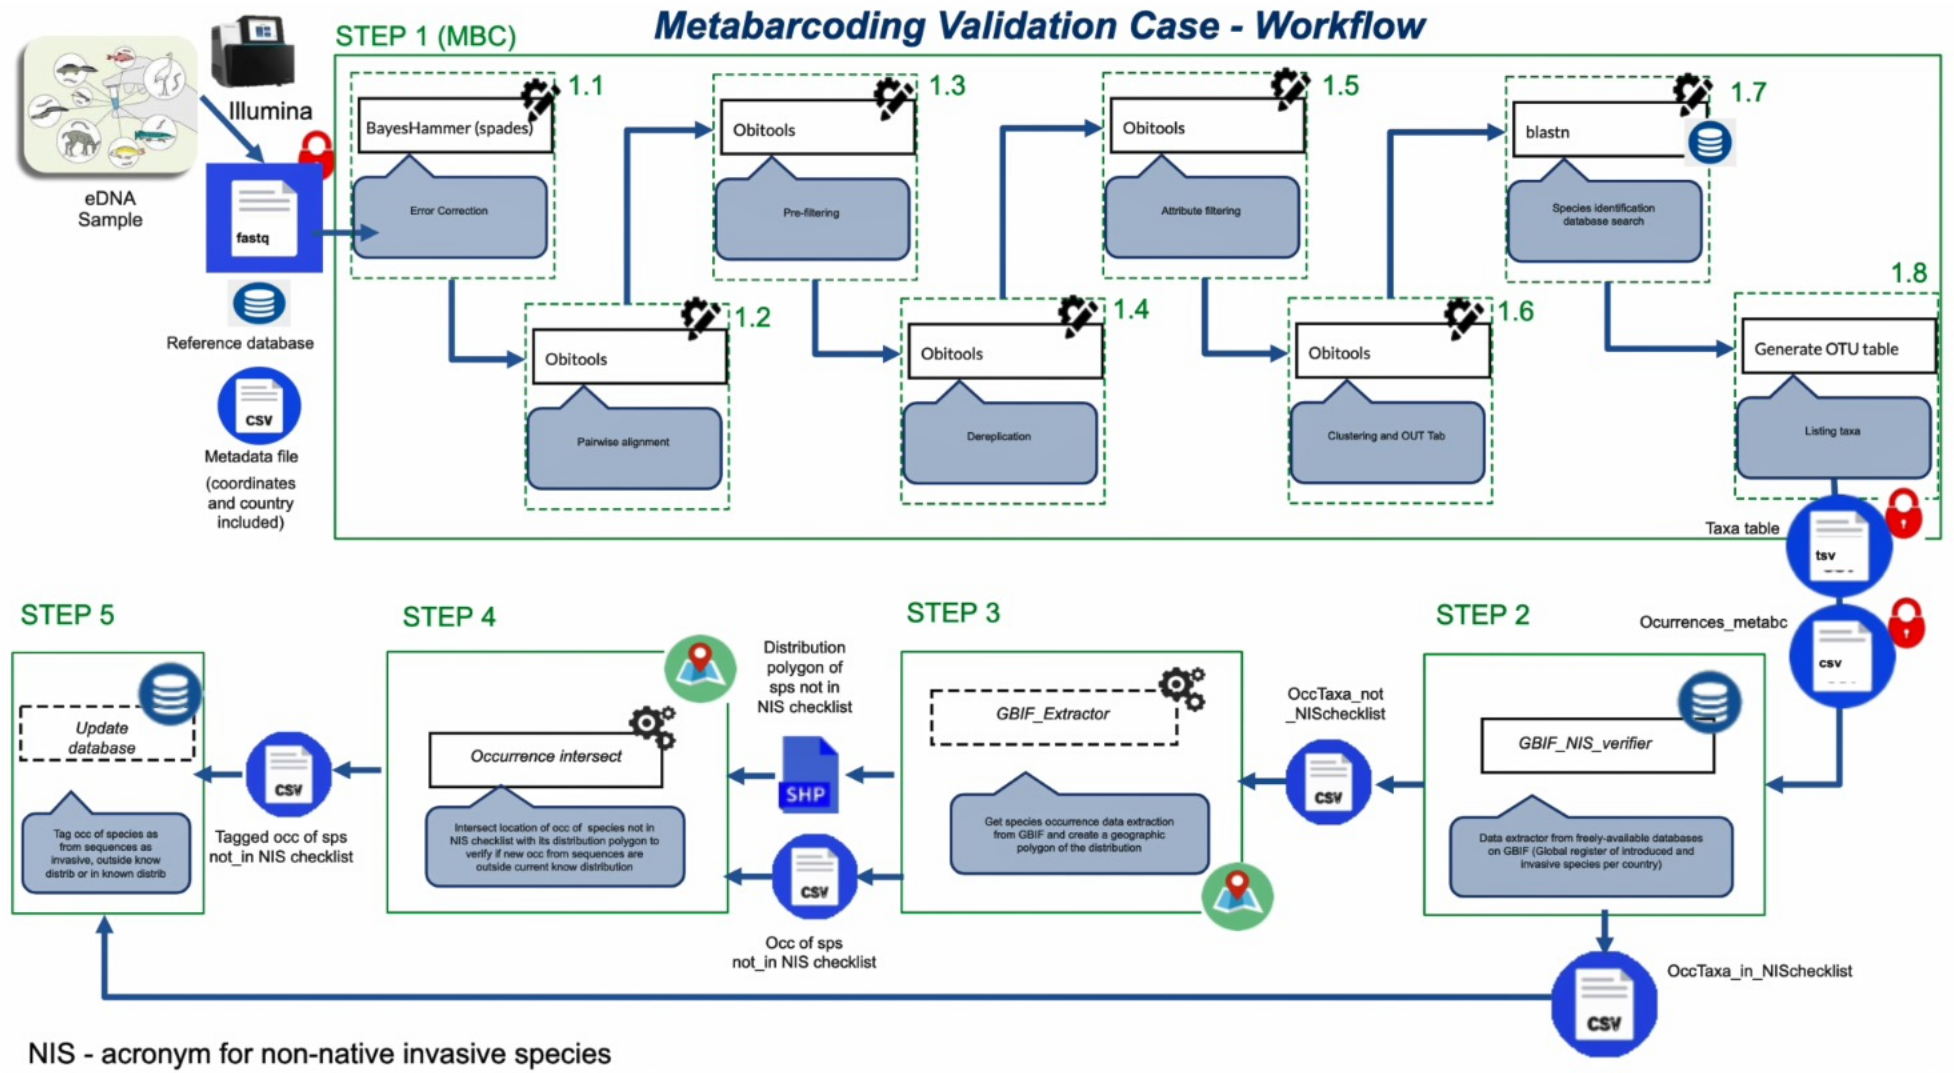 Metabarcoding Validation Case - Workflow
STEP 1 (MBC)
Illumina
eDNA
Sample
fastq
Reference database
CSV
Metadata file
(coordinates
and country
included)
1.1
BayesHammer (spades)
Error Correction
1.2
Obitools
Pairwise alignment
1.3
Obitools
Pre-filtering
1.4
Obitools
Dereplication
1.5
Obitools
Attribute filtering
1.6
Obitools
Clustering and OUT Tab
1.7
blastn
Species identification
database search
1.8
Generate OTU table
Listing taxa
Taxa table
tsv
Ocurrences_metabc
csv
STEP 2
GBIF_NIS_verifier
Data extractor from freely-available databases
on GBIF (Global register of introduced and
invasive species per country)
OccTaxa_in_NISchecklist
CSV
OccTaxa_not
_NISchecklist
CSV
STEP 3
GBIF_Extractor
Get species occurrence data extraction
from GBIF and create a geographic
polygon of the distribution
Distribution
polygon of
sps not in
NIS checklist
SHP
CSV
Occ of sps
not_in NIS checklist
STEP 4
Occurrence intersect
Intersect location of occ of species not in
NIS checklist with its distribution polygon to
verify if new occ from sequences are
outside current know distribution
CSV
Tagged occ of sps
not_in NIS checklist
STEP 5
Update
database
Tag occ of species as
from sequences as
invasive, outside know
distrib or in known distrib
NIS - acronym for non-native invasive species